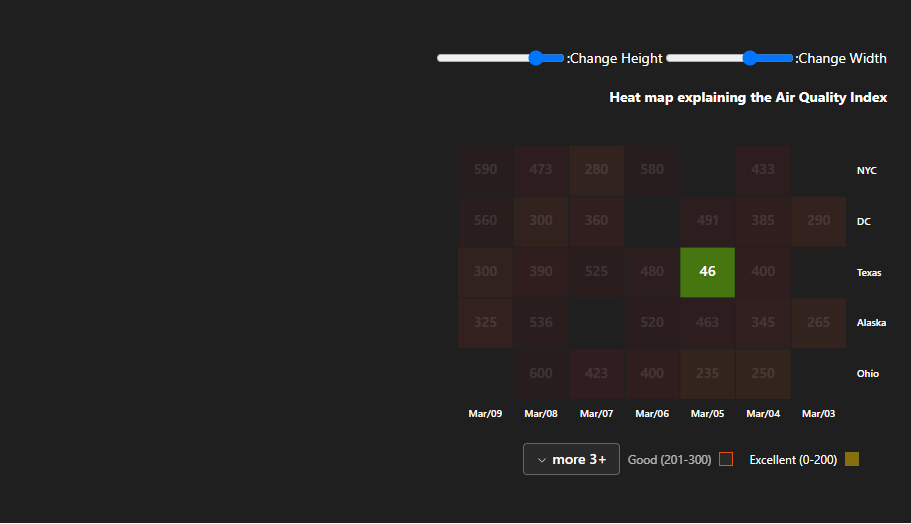 :Change Height :Change Width
Heat map explaining the Air Quality Index
590 473 280 580 433 NYC
560 300 360 491 385 290 DC
300 390 525 480 46 400 Texas
325 536 520 463 345 265 Alaska
600 423 400 235 250 Ohio
Mar/09 Mar/08 Mar/07 Mar/06 Mar/05 Mar/04 Mar/03
more 3+ Good (201-300) Excellent (0-200)